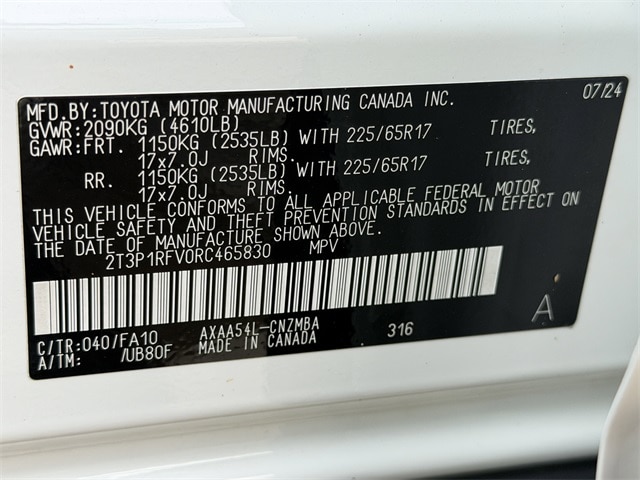 MFD.BY:TOYOTA MOTOR MANUFACTURING CANADA INC. 07/24
GVWR:2090KG (4610LB)
GAWR:FRT. 1150KG (2535LB) WITH 225/65R17 TIRES,
17x7.0J RIMS.
RR. 1150KG (2535LB) WITH 225/65R17 TIRES,
17x7.0J RIMS.
THIS VEHICLE CONFORMS TO ALL APPLICABLE FEDERAL MOTOR
VEHICLE SAFETY AND THEFT PREVENTION STANDARDS IN EFFECT ON
THE DATE OF MANUFACTURE SHOWN ABOVE.
2T3P1RFV0RC465830 MPV
A
C/TR:040/FA10 AXAA54L-CNZMBA 316
A/TM: /UB80F MADE IN CANADA